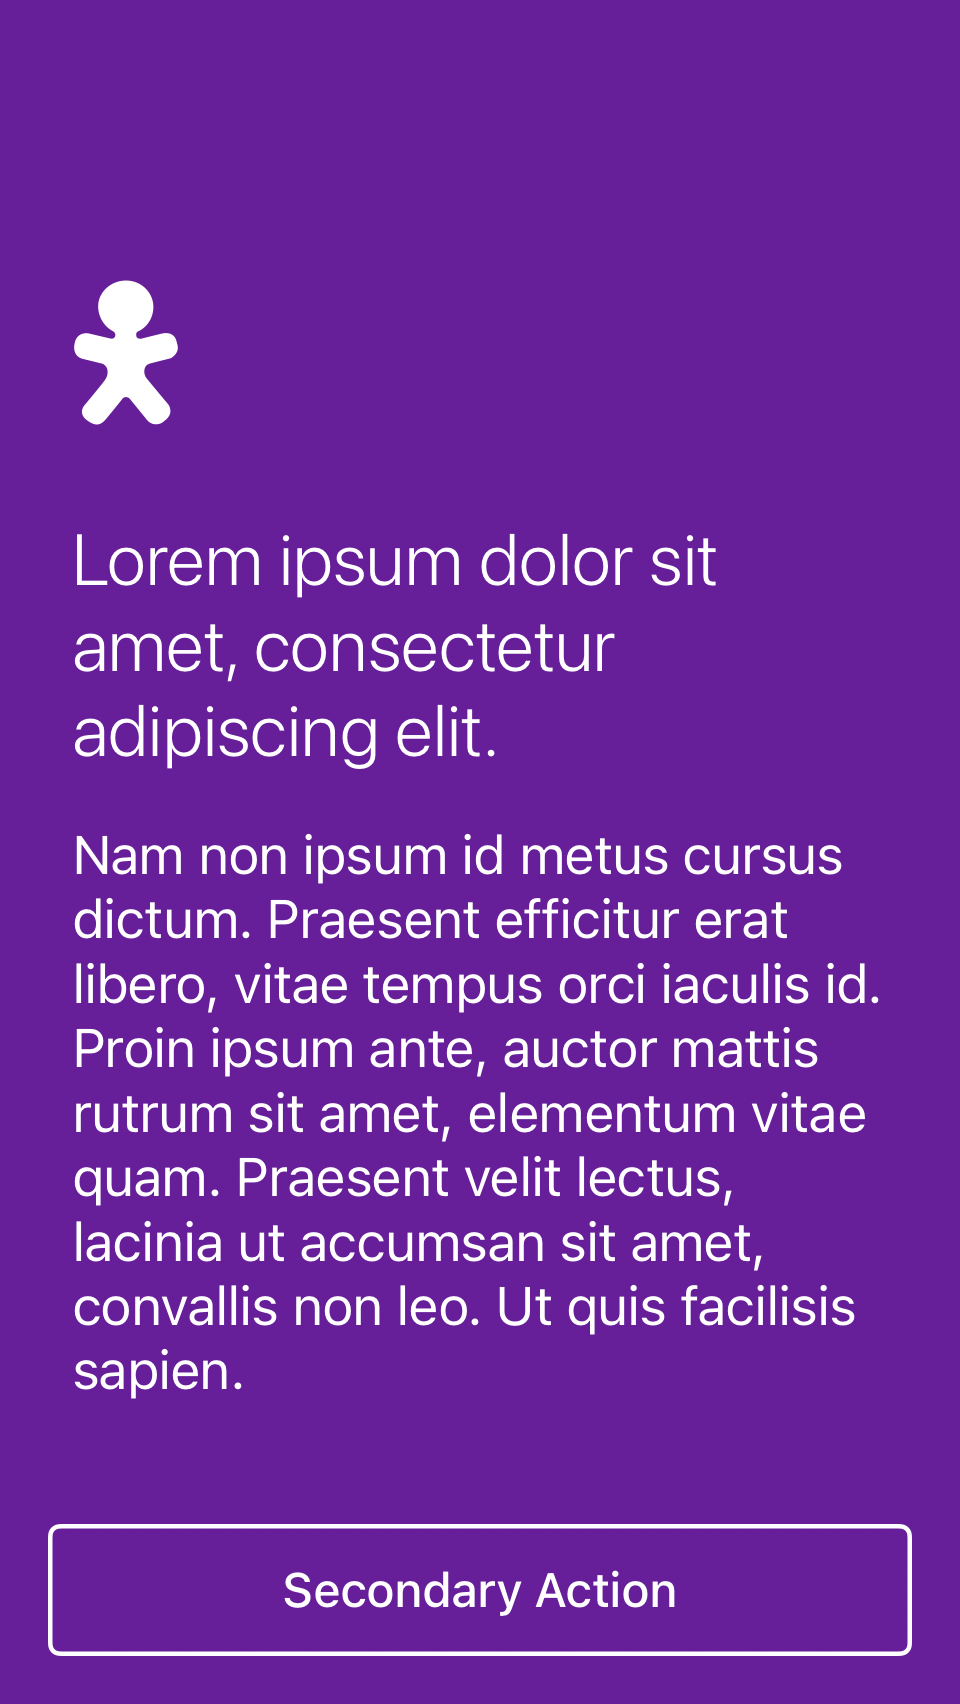 Lorem ipsum dolor sit
amet, consectetur
adipiscing elit.
Nam non ipsum id metus cursus
dictum. Praesent efficitur erat
libero, vitae tempus orci iaculis id.
Proin ipsum ante, auctor mattis
rutrum sit amet, elementum vitae
quam. Praesent velit lectus,
lacinia ut accumsan sit amet,
convallis non leo. Ut quis facilisis
sapien.
Secondary Action